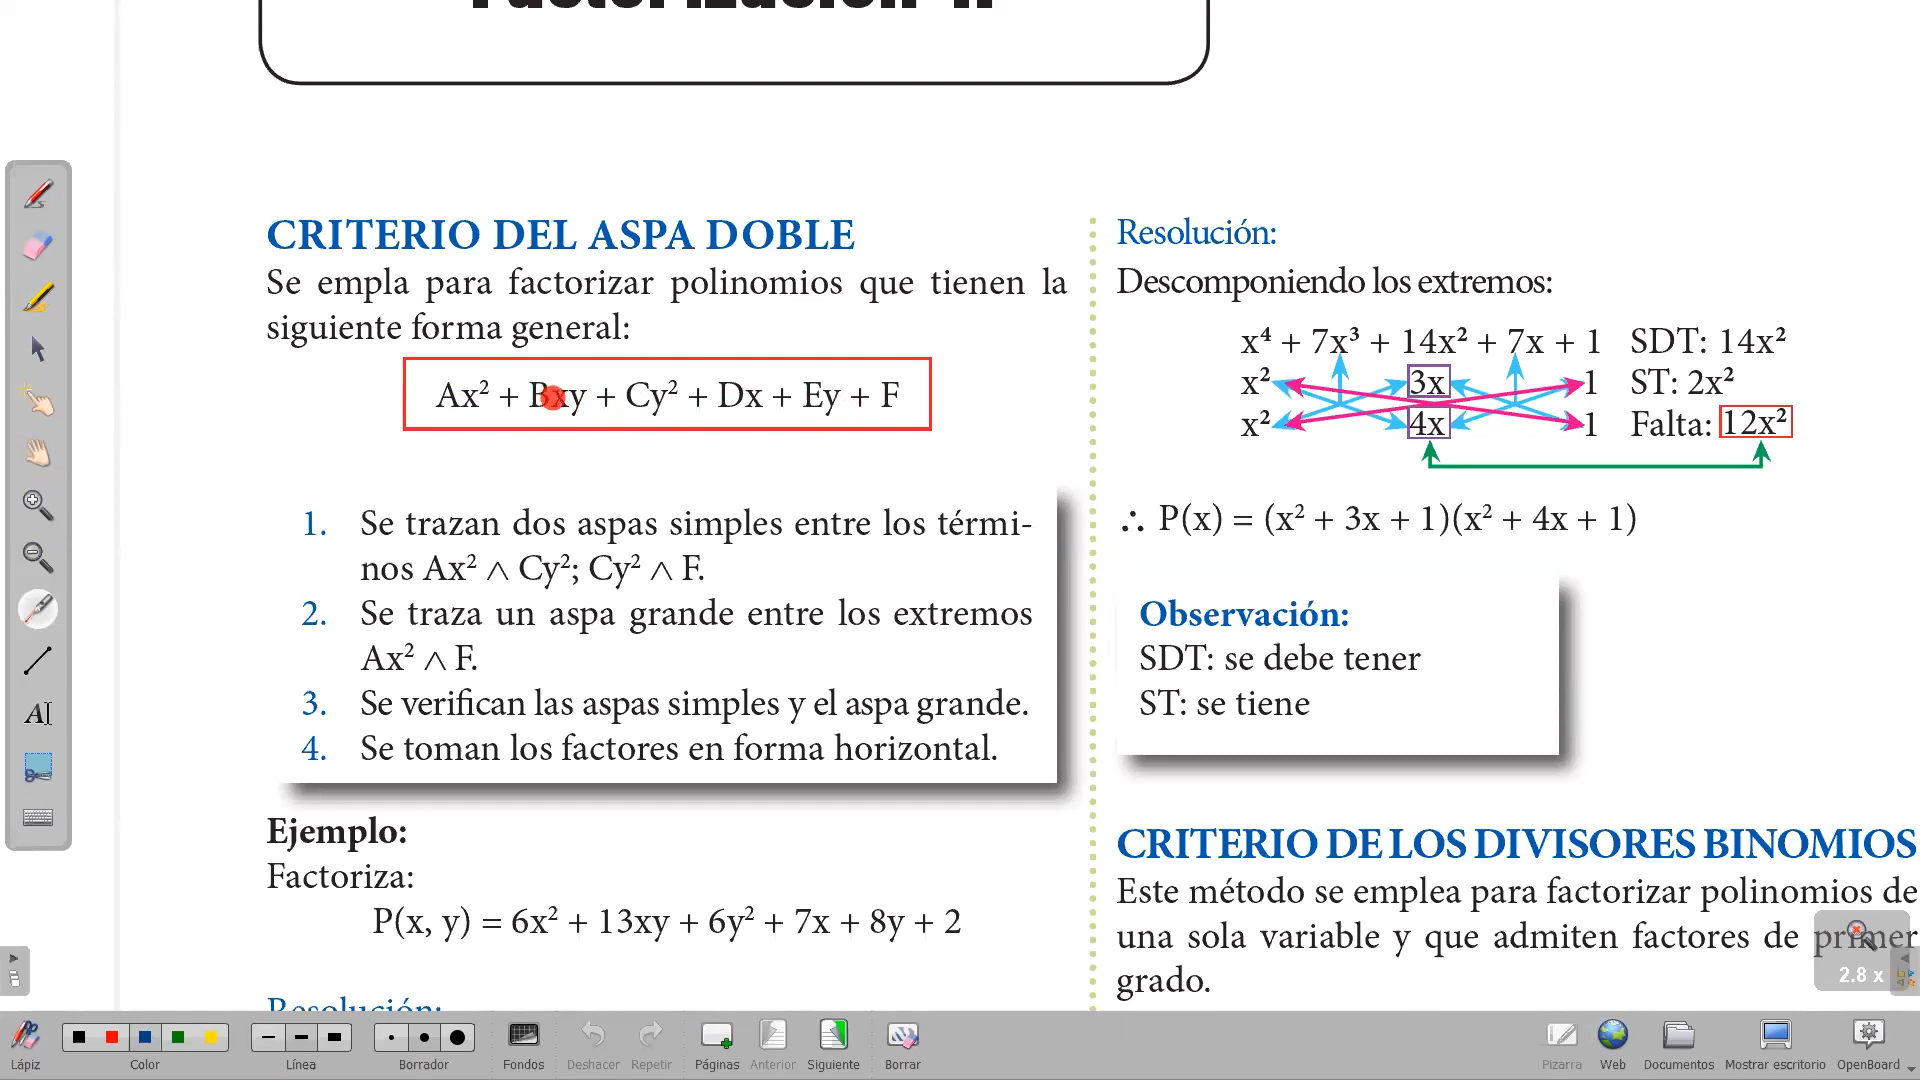 Factorización II
CRITERIO DEL ASPA DOBLE
Se empla para factorizar polinomios que tienen la
siguiente forma general:
Ax² + Bxy + Cy² + Dx + Ey + F
1. Se trazan dos aspas simples entre los térmi-
nos Ax² ∧ Cy²; Cy² ∧ F.
2. Se traza un aspa grande entre los extremos
Ax² ∧ F.
3. Se verifican las aspas simples y el aspa grande.
4. Se toman los factores en forma horizontal.
Ejemplo:
Factoriza:
P(x, y) = 6x² + 13xy + 6y² + 7x + 8y + 2
Resolución:
Resolución:
Descomponiendo los extremos:
x⁴ + 7x³ + 14x² + 7x + 1 SDT: 14x²
x² 3x 1 ST: 2x²
x² 4x 1 Falta: 12x²
∴ P(x) = (x² + 3x + 1)(x² + 4x + 1)
Observación:
SDT: se debe tener
ST: se tiene
CRITERIO DE LOS DIVISORES BINOMIOS
Este método se emplea para factorizar polinomios de
una sola variable y que admiten factores de primer
grado.
2.8 x
Lápiz Color Línea Borrador Fondos Deshacer Repetir Páginas Anterior Siguiente Borrar Pizarra Web Documentos Mostrar escritorio OpenBoard